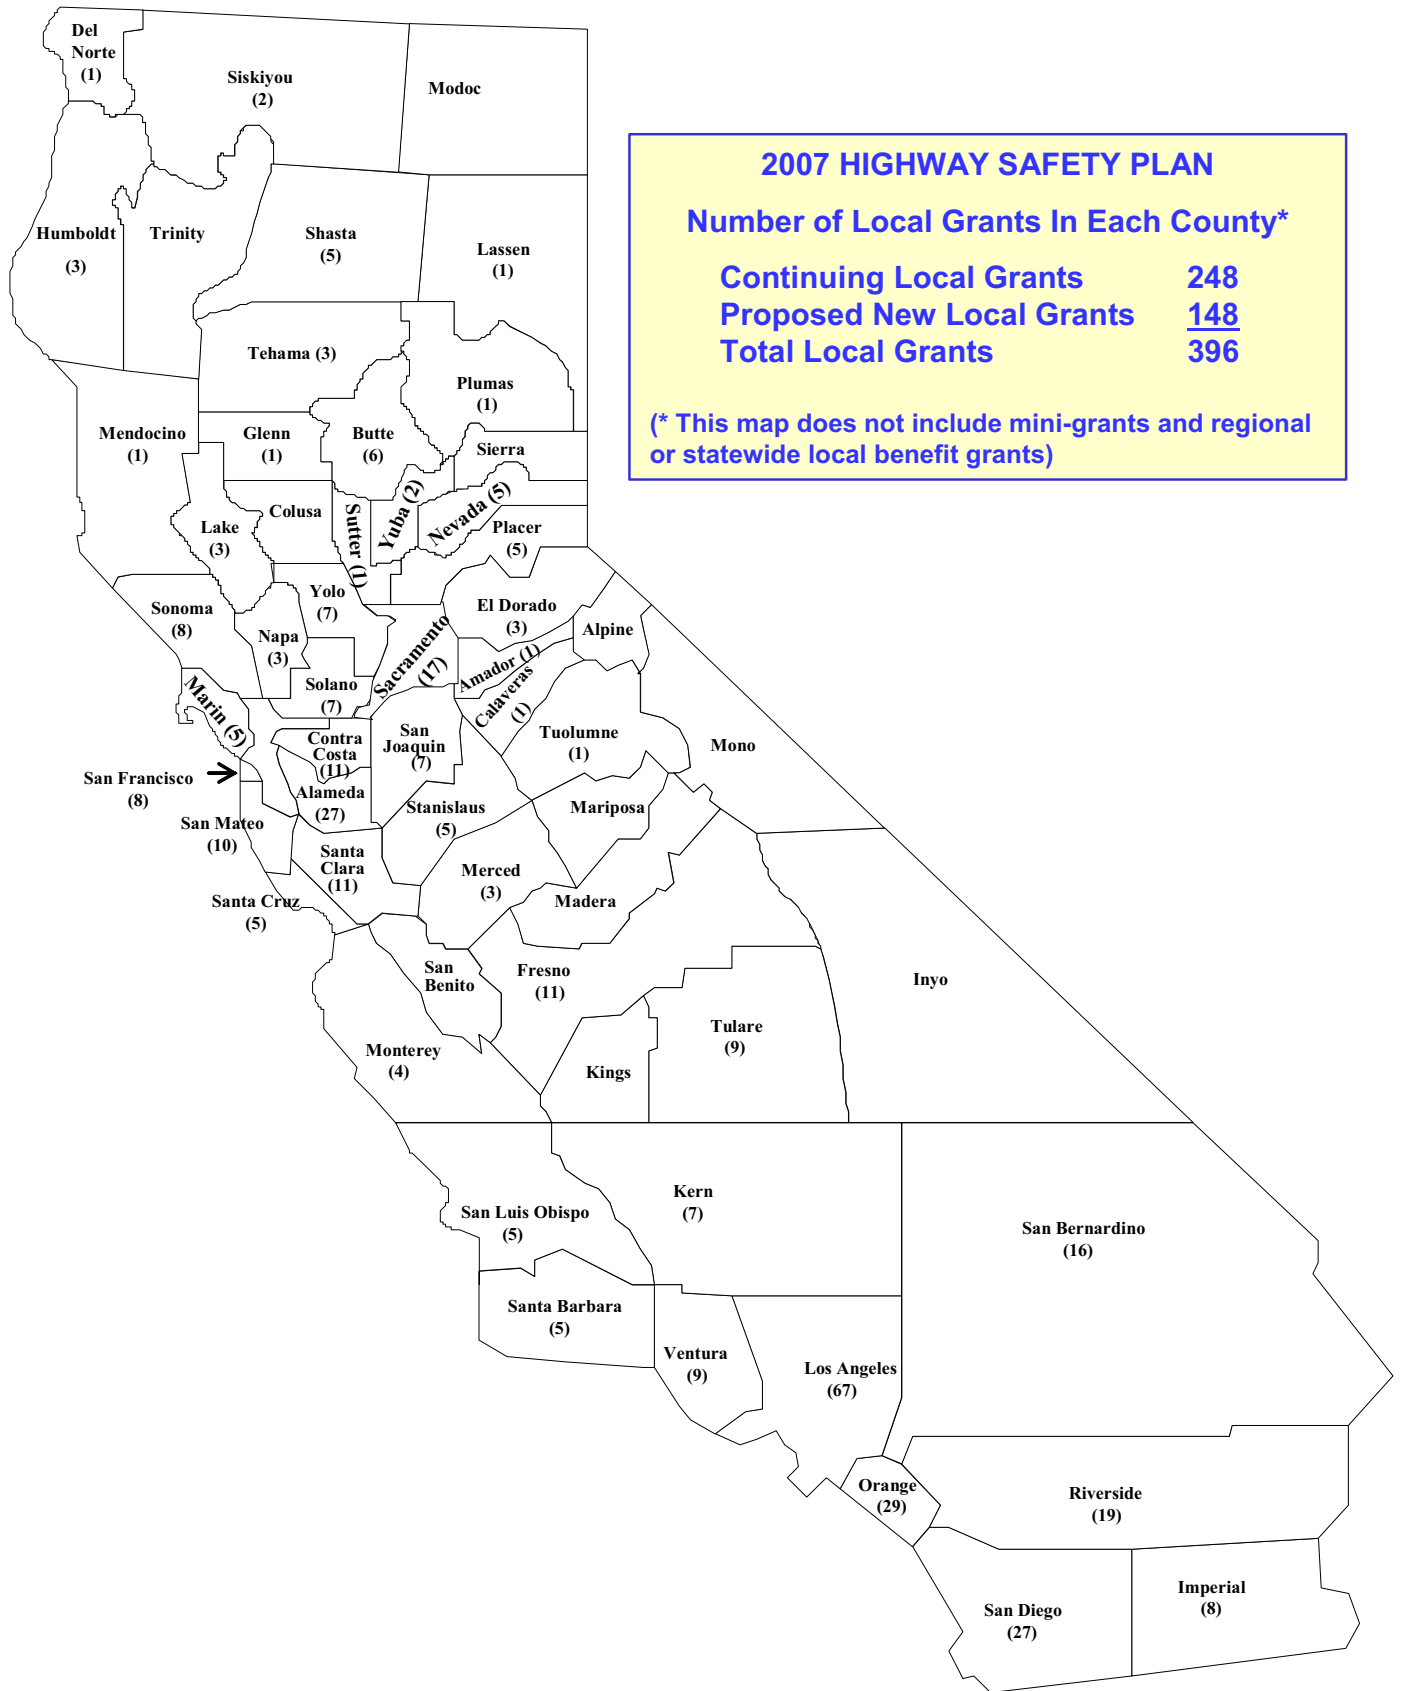 Del
Norte
(1)
Siskiyou
(2)
Modoc
2007 HIGHWAY SAFETY PLAN
Number of Local Grants In Each County*
Continuing Local Grants 248
Proposed New Local Grants 148
Total Local Grants 396
(* This map does not include mini-grants and regional
or statewide local benefit grants)
Humboldt
(3)
Trinity
Shasta
(5)
Lassen
(1)
Tehama (3)
Plumas
(1)
Mendocino
(1)
Glenn
(1)
Butte
(6)
Sierra
Lake
(3)
Colusa
Sutter (1)
Yuba (2)
Nevada (5)
Placer
(5)
Sonoma
(8)
Napa
(3)
Yolo
(7)
Solano
(7)
Sacramento
(17)
El Dorado
(3)
Amador (1)
Alpine
Calaveras
(1)
Marin (5)
Contra
Costa
(11)
San
Joaquin
(7)
Tuolumne
(1)
Mono
San Francisco
(8)
Alameda
(27)
Stanislaus
(5)
Mariposa
San Mateo
(10)
Santa
Clara
(11)
Merced
(3)
Madera
Santa Cruz
(5)
San
Benito
Fresno
(11)
Inyo
Monterey
(4)
Kings
Tulare
(9)
San Luis Obispo
(5)
Kern
(7)
San Bernardino
(16)
Santa Barbara
(5)
Ventura
(9)
Los Angeles
(67)
Orange
(29)
Riverside
(19)
San Diego
(27)
Imperial
(8)